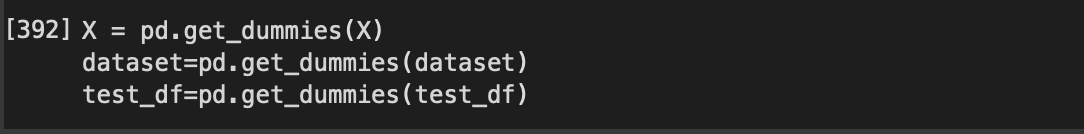 [392] X = pd.get_dummies(X)
dataset=pd.get_dummies(dataset)
test_df=pd.get_dummies(test_df)